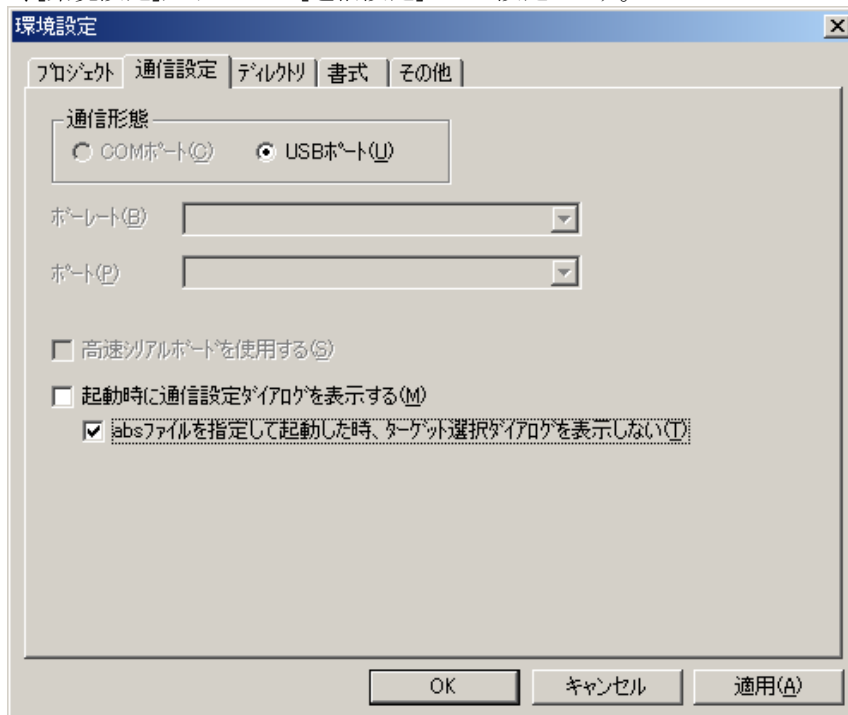 環境設定
プロジェクト 通信設定 ディレクトリ 書式 その他
通信形態
COMポート(C) USBポート(U)
ボーレート(B)
ポート(P)
高速シリアルボードを使用する(S)
起動時に通信設定ダイアログを表示する(M)
absファイルを指定して起動した時、ターゲット選択ダイアログを表示しない(T)
OK キャンセル 適用(A)